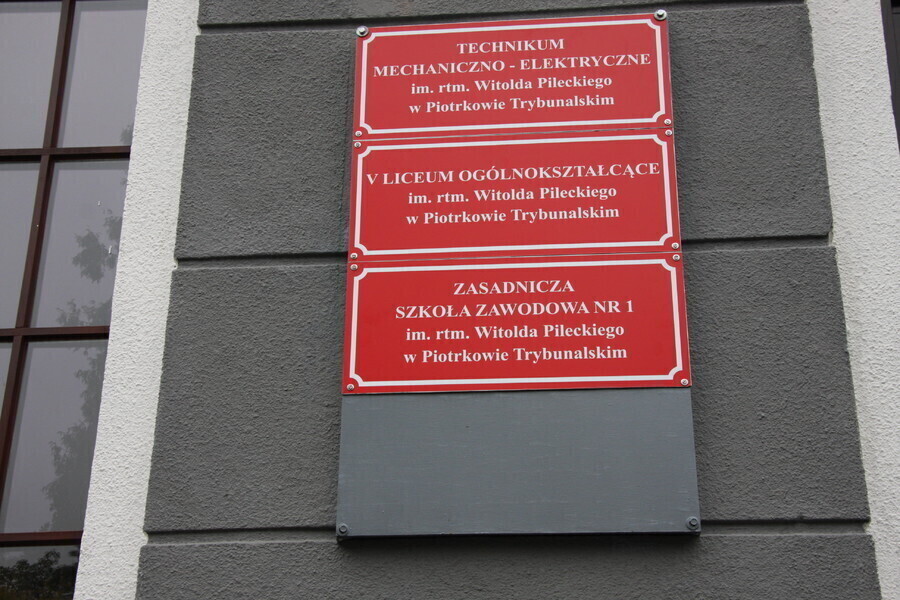 TECHNIKUM
MECHANICZNO - ELEKTRYCZNE
im. rtm. Witolda Pileckiego
w Piotrkowie Trybunalskim
V LICEUM OGÓLNOKSZTAŁCĄCE
im. rtm. Witolda Pileckiego
w Piotrkowie Trybunalskim
ZASADNICZA
SZKOŁA ZAWODOWA NR 1
im. rtm. Witolda Pileckiego
w Piotrkowie Trybunalskim